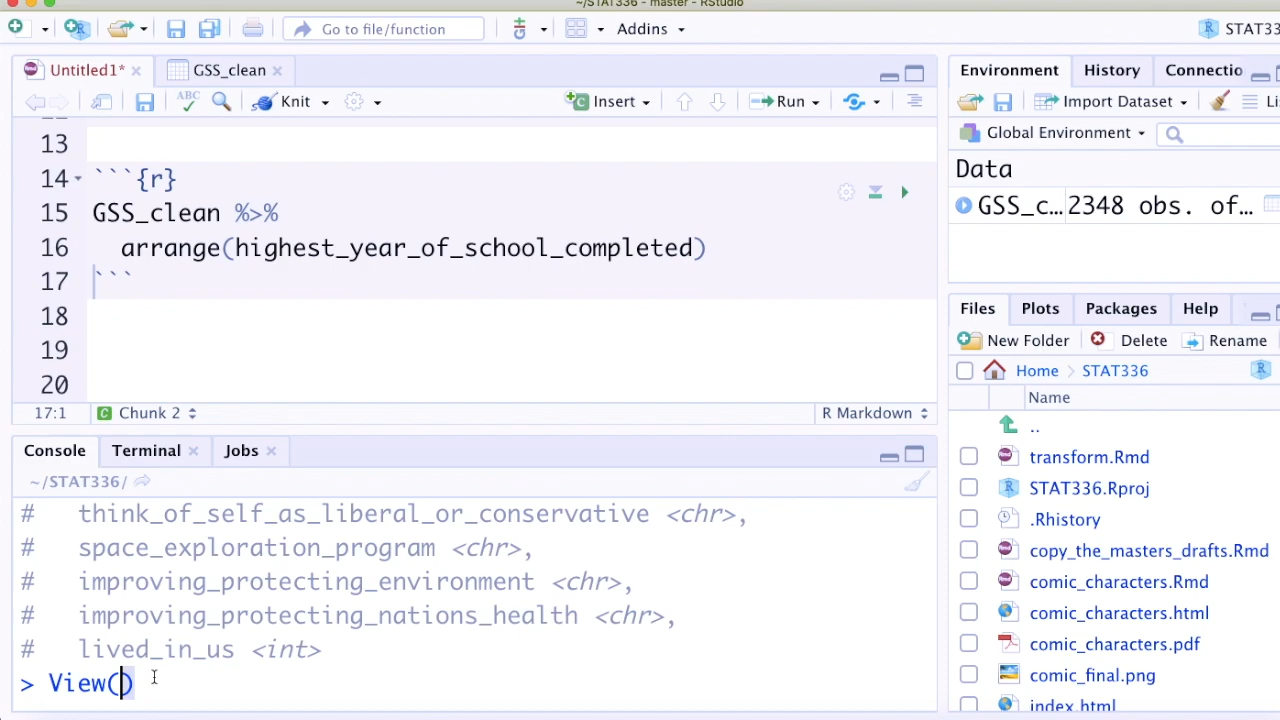 ~/STAT336 - master - RStudio
Go to file/function
Addins
STAT33
Untitled1*
GSS_clean
ABC
Knit
Insert
Run
13
14 ```{r}
15 GSS_clean %>%
16 arrange(highest_year_of_school_completed)
17 ```
18
19
20
17:1
C Chunk 2
R Markdown
Console
Terminal
Jobs
~/STAT336/
# think_of_self_as_liberal_or_conservative <chr>,
# space_exploration_program <chr>,
# improving_protecting_environment <chr>,
# improving_protecting_nations_health <chr>,
# lived_in_us <int>
> View()
Environment
History
Connectio
Import Dataset
Li
Global Environment
Data
GSS_c… 2348 obs. of…
Files
Plots
Packages
Help
New Folder
Delete
Rename
Home
STAT336
Name
..
transform.Rmd
STAT336.Rproj
.Rhistory
copy_the_masters_drafts.Rmd
comic_characters.Rmd
comic_characters.html
comic_characters.pdf
comic_final.png
index.html